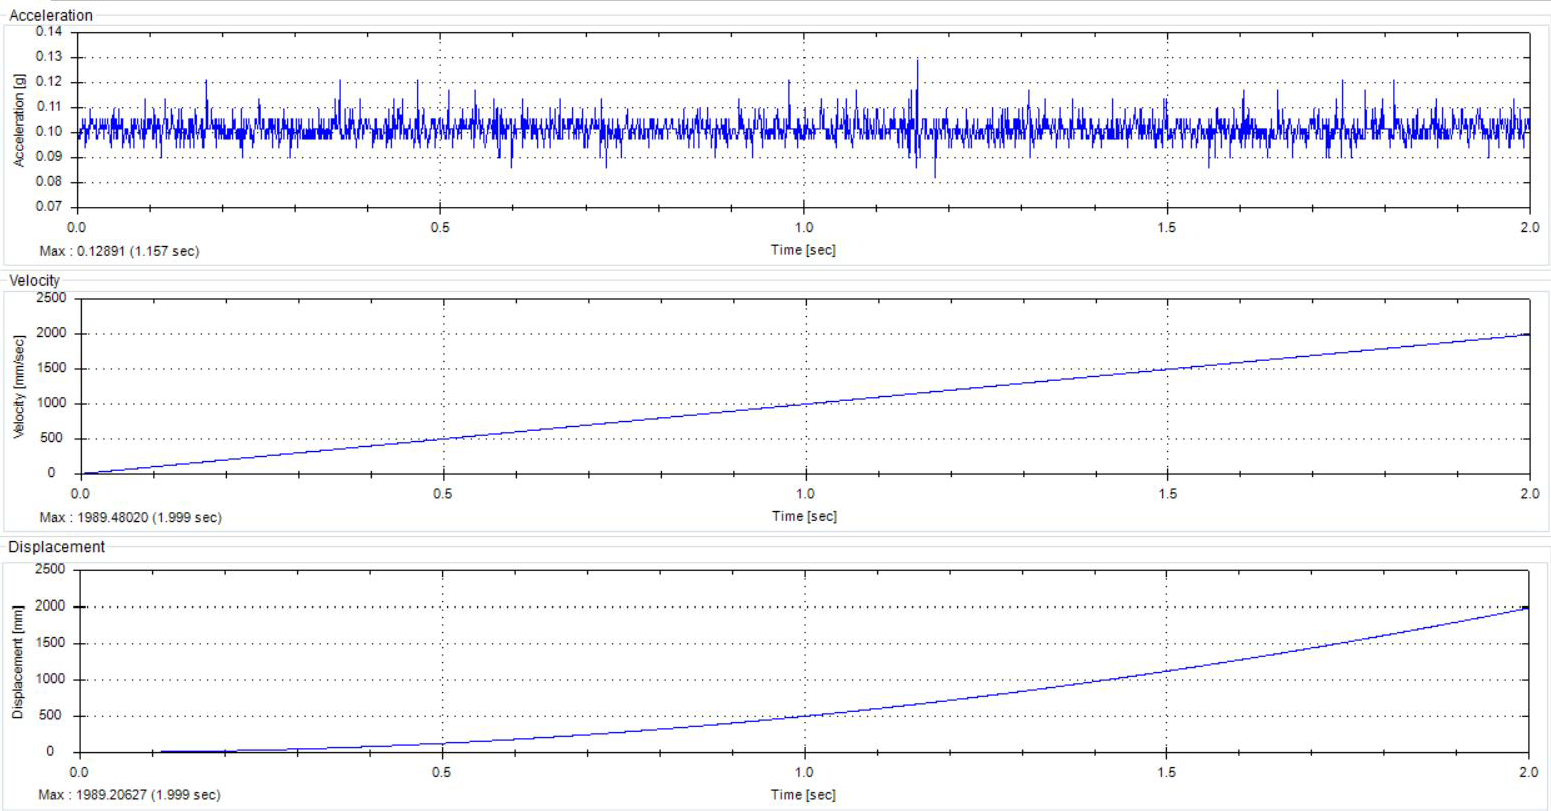 Acceleration
0.14
0.13
0.12
0.11
0.10
0.09
0.08
0.07
Acceleration [g]
0.0 0.5 1.0 1.5 2.0
Max : 0.12891 (1.157 sec)
Time [sec]
Velocity
2500
2000
1500
1000
500
0
Velocity [mm/sec]
0.0 0.5 1.0 1.5 2.0
Max : 1989.48020 (1.999 sec)
Time [sec]
Displacement
2500
2000
1500
1000
500
0
Displacement [mm]
0.0 0.5 1.0 1.5 2.0
Max : 1989.20627 (1.999 sec)
Time [sec]